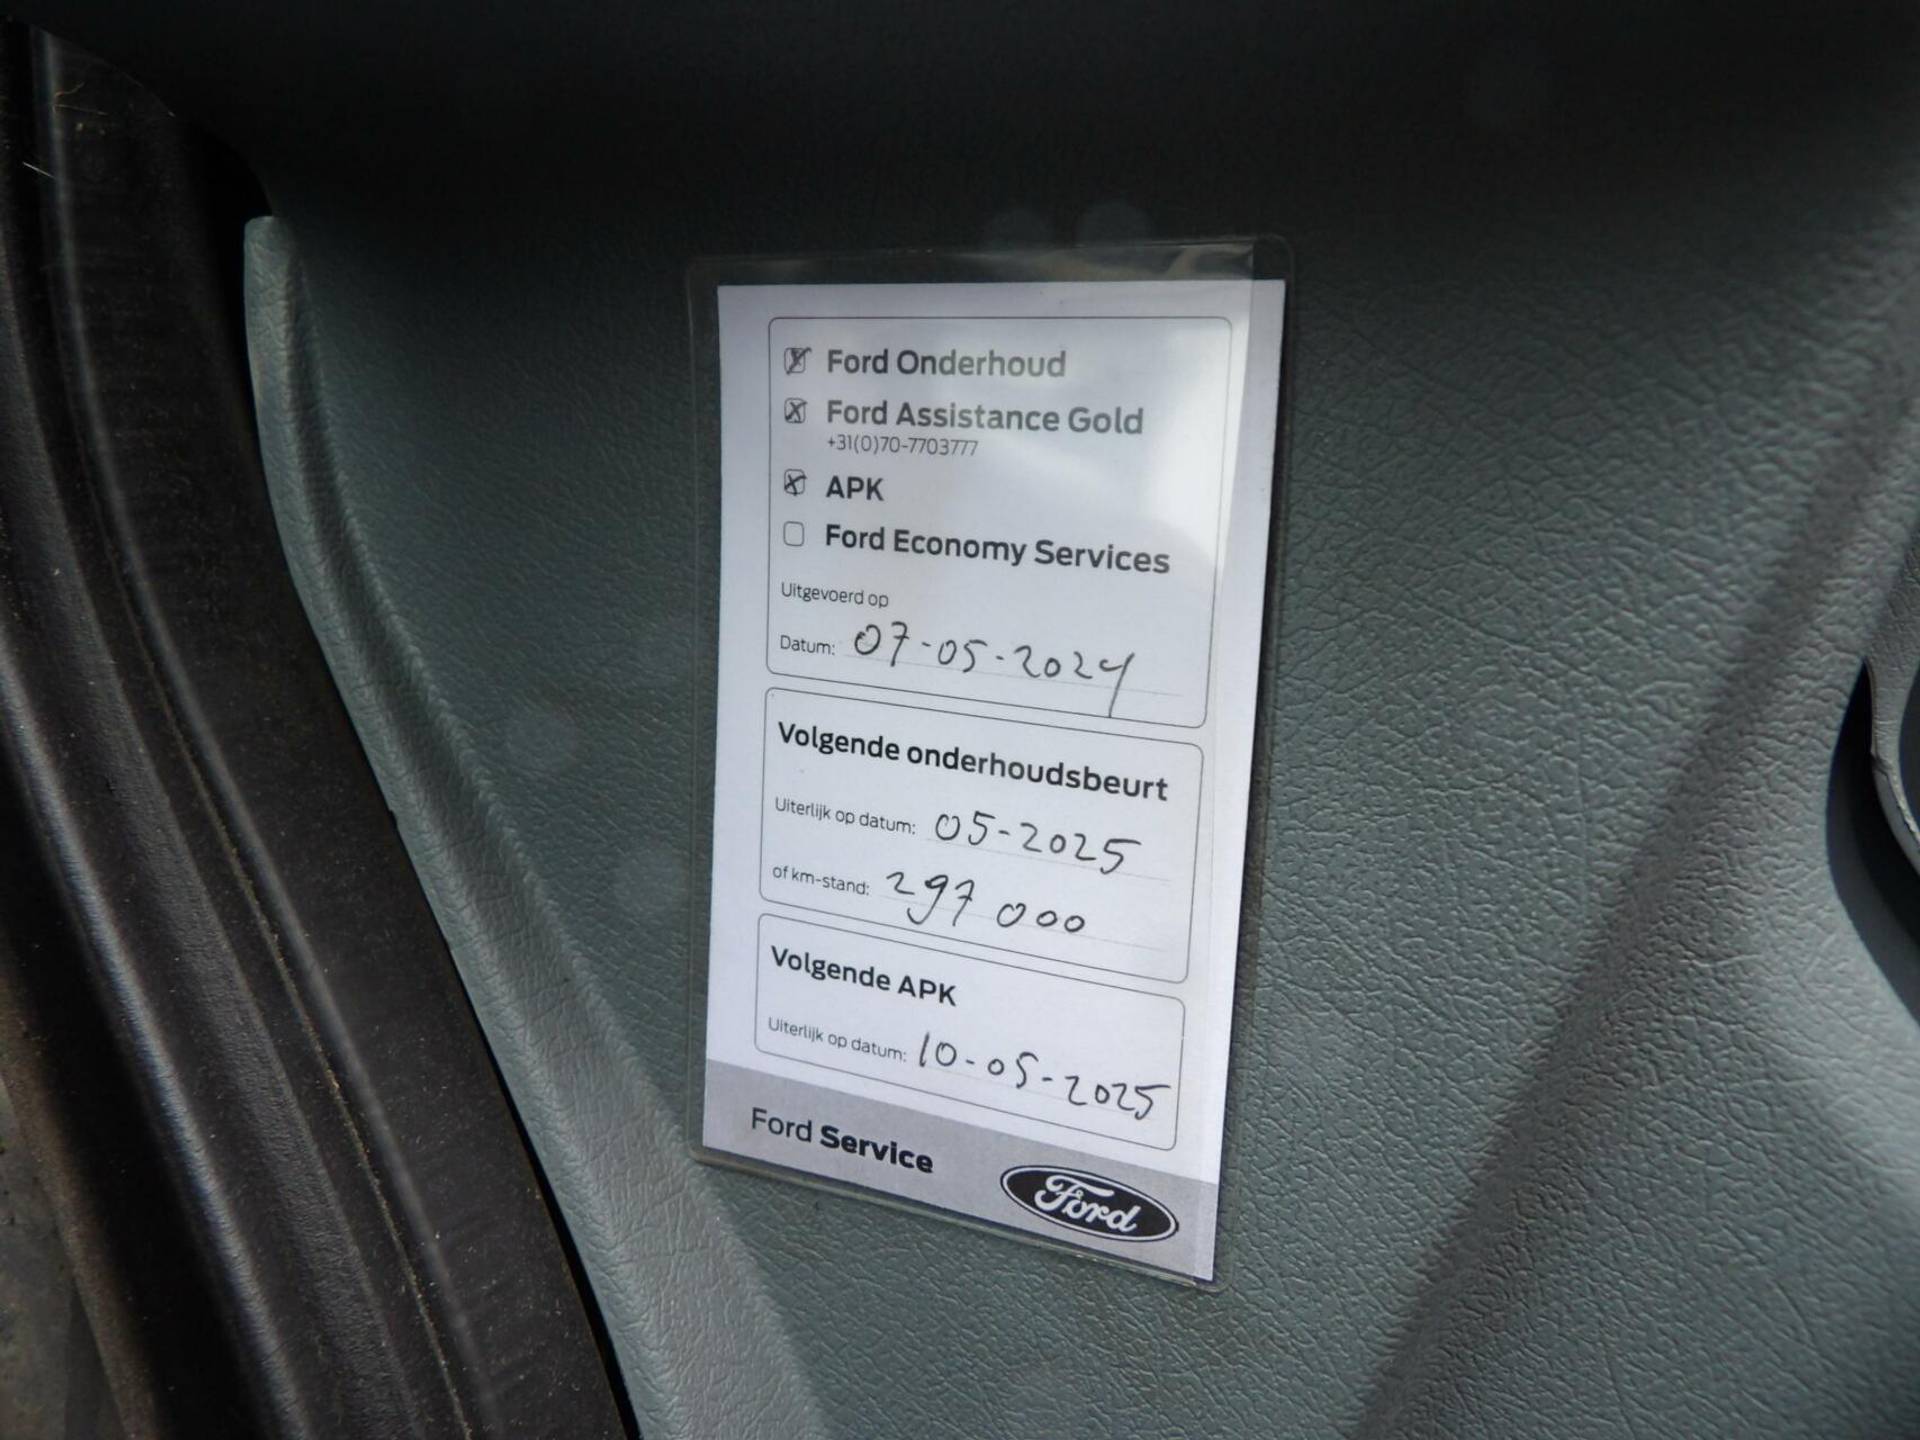 Ford Onderhoud
Ford Assistance Gold
+31(0)70-7703777
APK
Ford Economy Services
Uitgevoerd op
Datum: 07-05-2024
Volgende onderhoudsbeurt
Uiterlijk op datum: 05-2025
of km-stand: 297 000
Volgende APK
Uiterlijk op datum: 10-05-2025
Ford Service
Ford